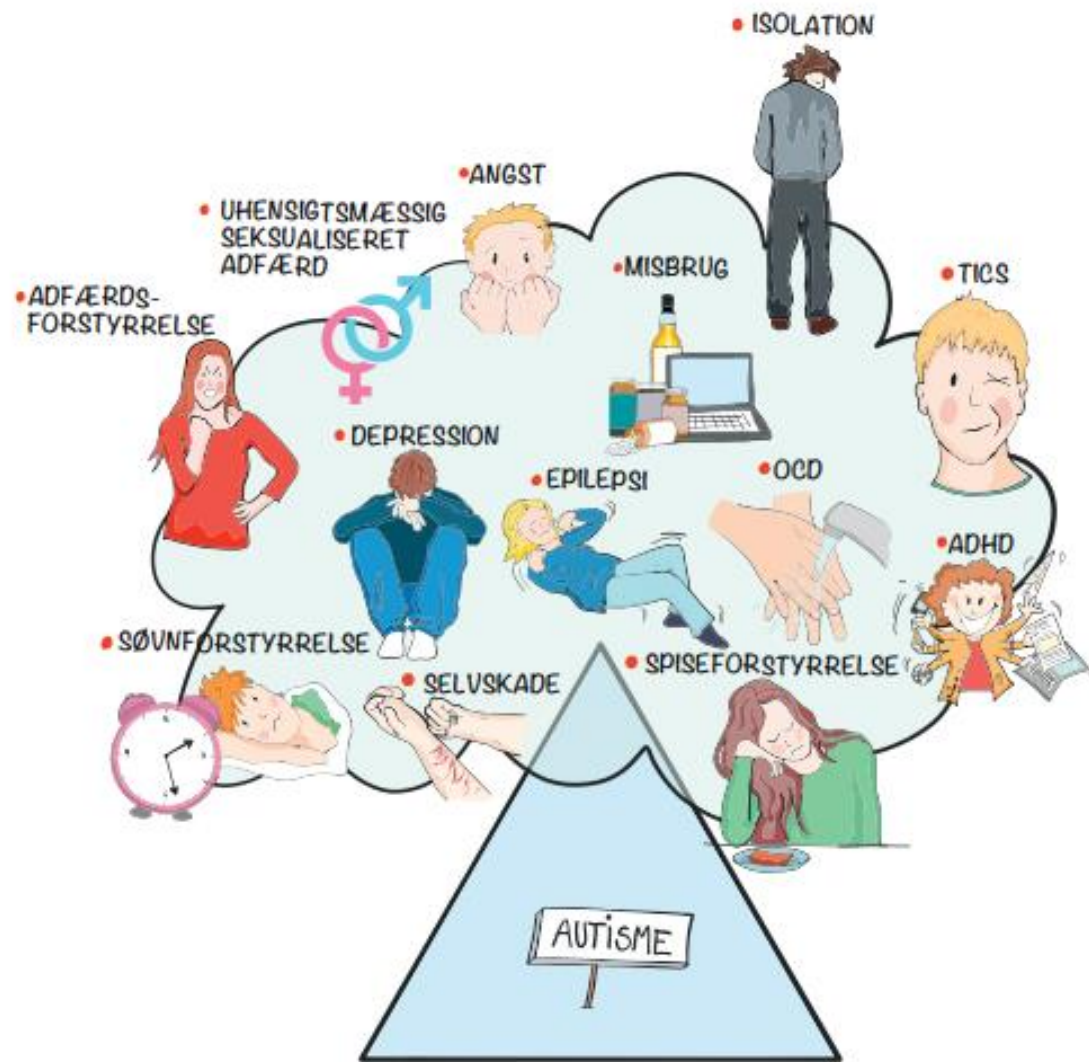 • ISOLATION
• ANGST
• UHENSIGTSMÆSSIG
SEKSUALISERET
ADFÆRD
• MISBRUG
• TICS
• ADFÆRDS-
FORSTYRRELSE
• DEPRESSION
• EPILEPSI
• OCD
• ADHD
• SØVNFORSTYRRELSE
• SELVSKADE
• SPISEFORSTYRRELSE
AUTiSME